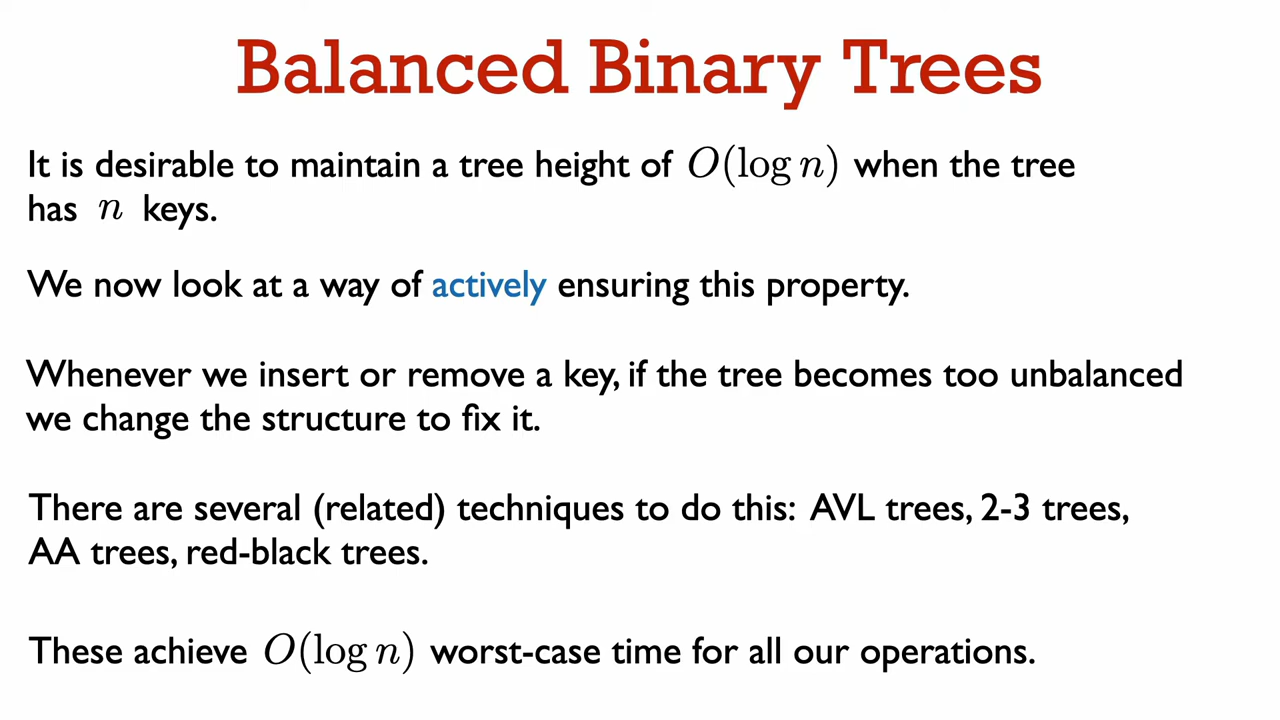 Balanced Binary Trees
It is desirable to maintain a tree height of O(log n) when the tree
has n keys.
We now look at a way of actively ensuring this property.
Whenever we insert or remove a key, if the tree becomes too unbalanced
we change the structure to fix it.
There are several (related) techniques to do this: AVL trees, 2-3 trees,
AA trees, red-black trees.
These achieve O(log n) worst-case time for all our operations.